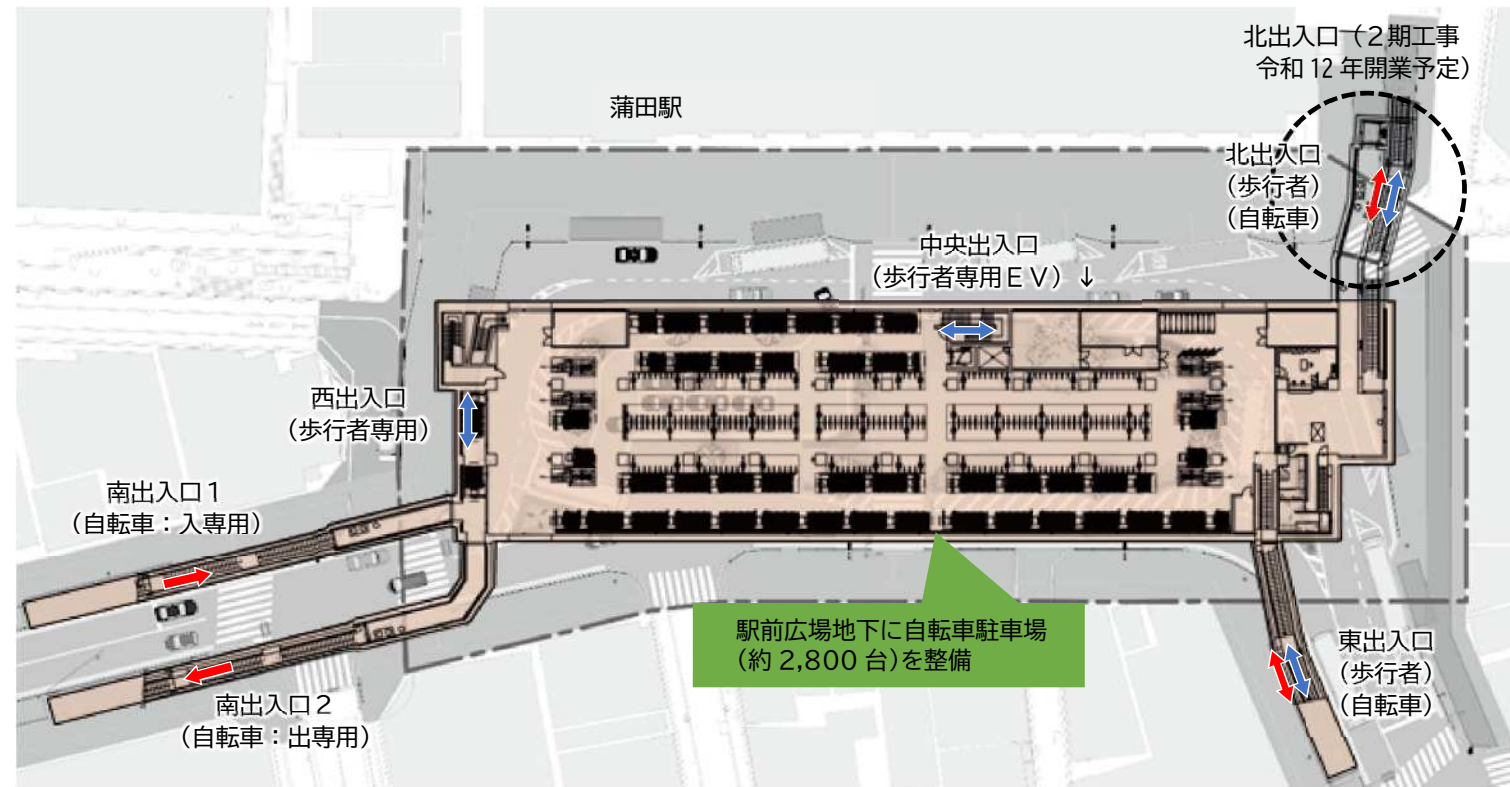 北出入口（２期工事
令和 12 年開業予定）
蒲田駅
北出入口
（歩行者）
（自転車）
中央出入口
（歩行者専用ＥＶ）↓
西出入口
（歩行者専用）
南出入口１
（自転車：入専用）
駅前広場地下に自転車駐車場
（約 2,800 台）を整備
東出入口
（歩行者）
（自転車）
南出入口２
（自転車：出専用）